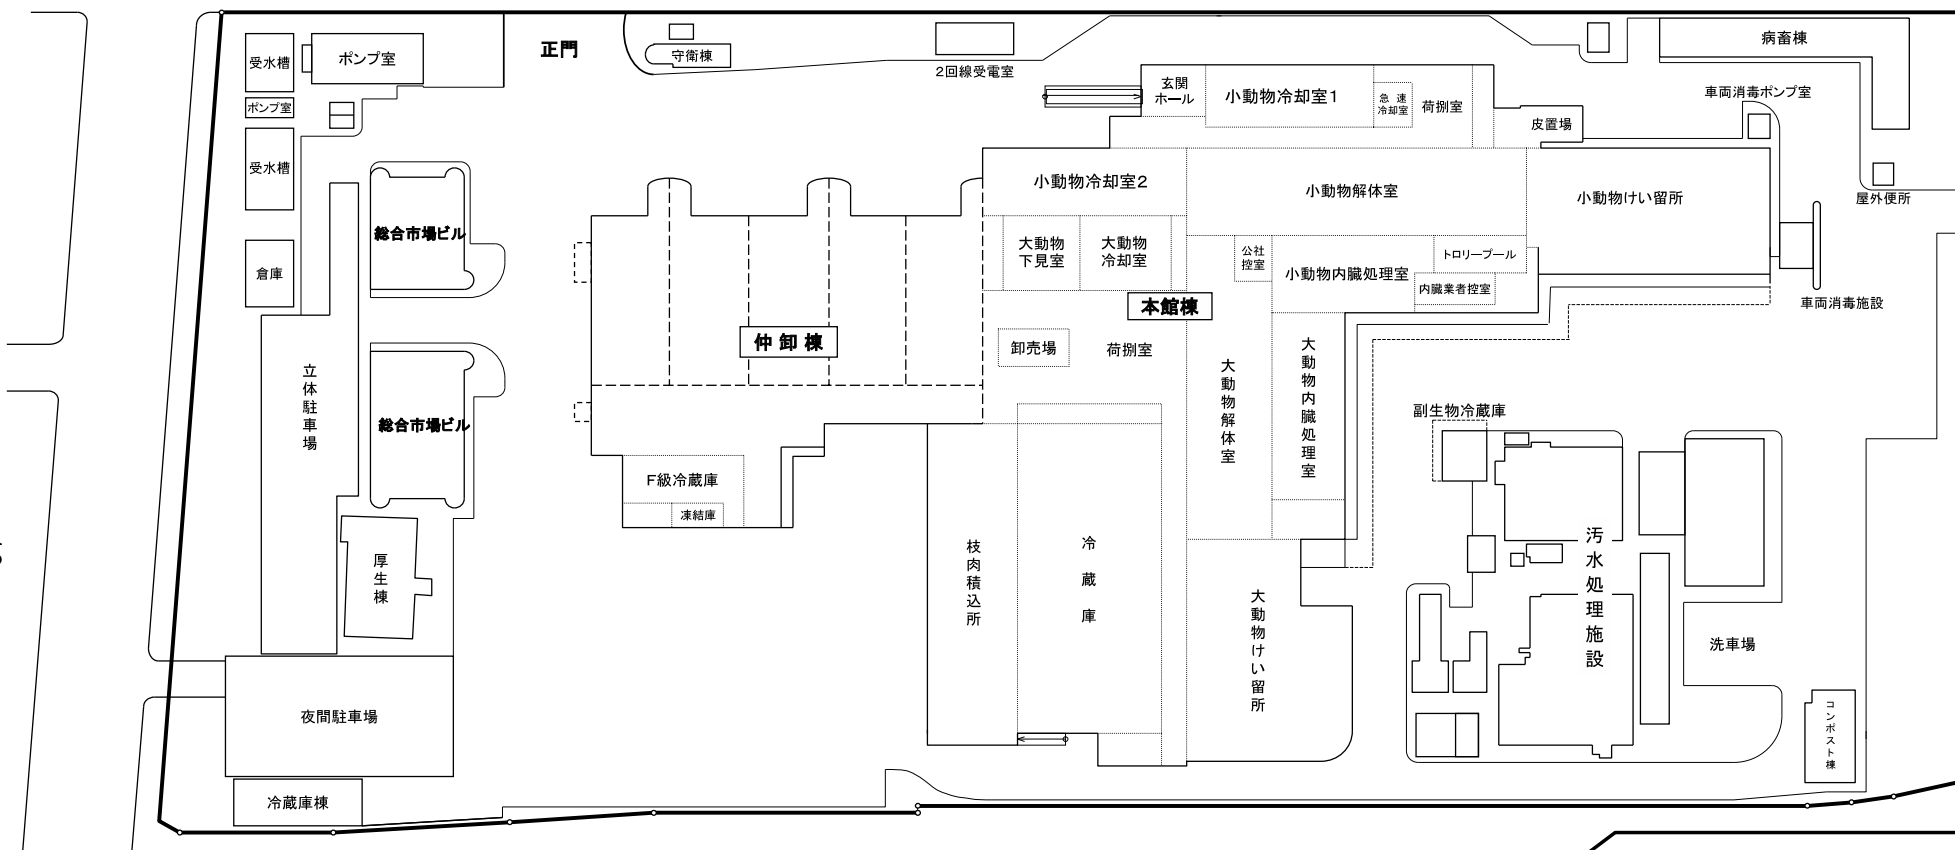 正門
受水槽
ポンプ室
守衛棟
2回線受電室
病畜棟
ポンプ室
玄関
ホール
小動物冷却室1
急速
冷却室
荷捌室
皮置場
車両消毒ポンプ室
受水槽
総合市場ビル
小動物冷却室2
小動物解体室
小動物けい留所
屋外便所
倉庫
大動物
下見室
大動物
冷却室
公社
控室
小動物内臓処理室
トロリープール
内臓業者控室
車両消毒施設
本館棟
仲卸棟
卸売場
荷捌室
立体駐車場
総合市場ビル
大動物解体室
大動物内臓処理室
副生物冷蔵庫
F級冷蔵庫
凍結庫
厚生棟
枝肉積込所
冷蔵庫
大動物けい留所
汚水処理施設
洗車場
コンポスト棟
夜間駐車場
冷蔵庫棟